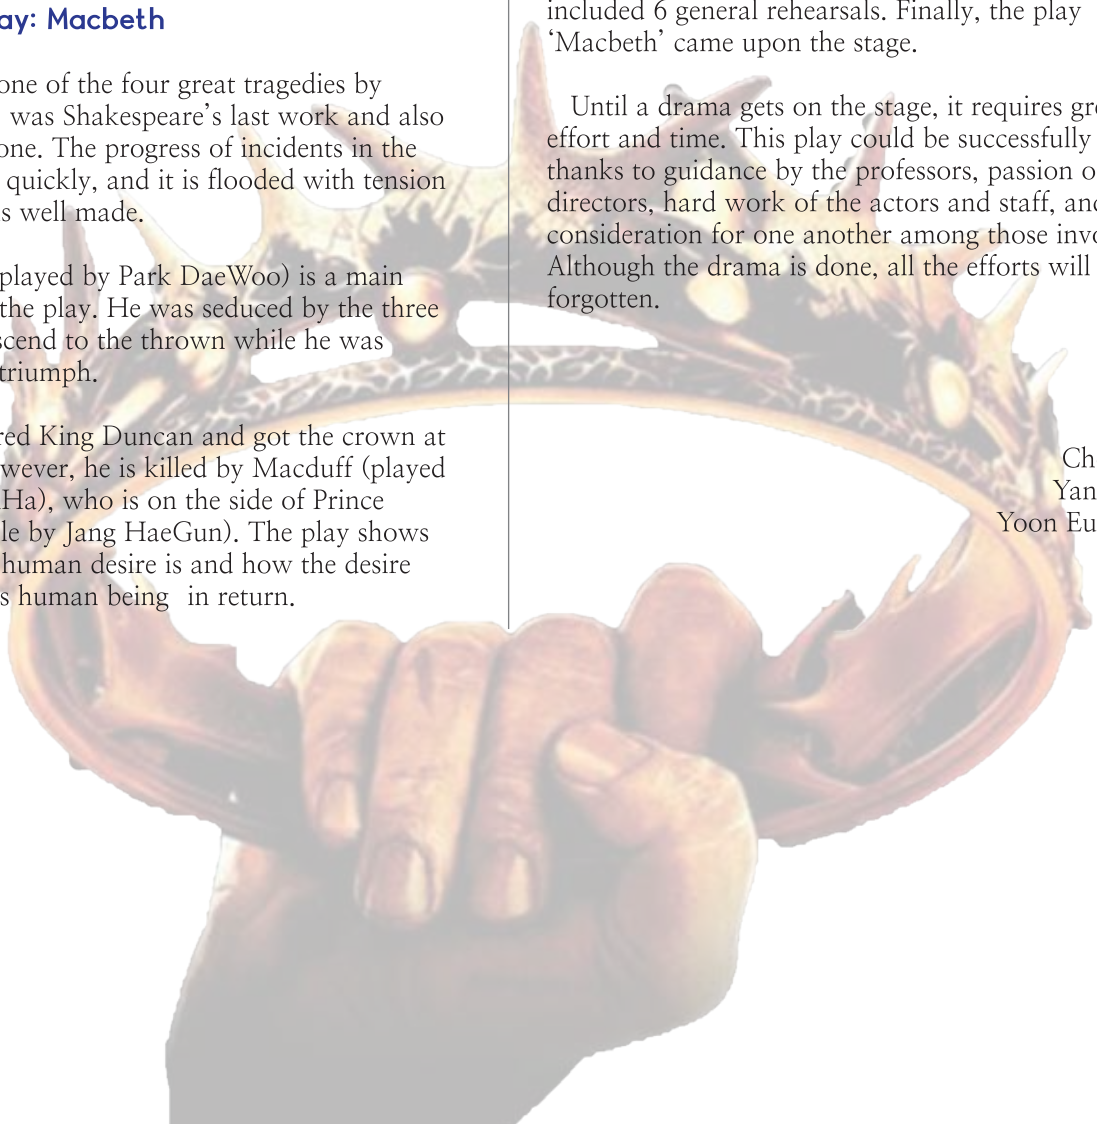 ay: Macbeth
one of the four great tragedies by
was Shakespeare's last work and also
one. The progress of incidents in the
quickly, and it is flooded with tension
s well made.
played by Park DaeWoo) is a main
the play. He was seduced by the three
scend to the thrown while he was
triumph.
red King Duncan and got the crown at
wever, he is killed by Macduff (played
Ha), who is on the side of Prince
le by Jang HaeGun). The play shows
human desire is and how the desire
s human being in return.
included 6 general rehearsals. Finally, the play
‘Macbeth’ came upon the stage.
Until a drama gets on the stage, it requires gr
effort and time. This play could be successfully
thanks to guidance by the professors, passion o
directors, hard work of the actors and staff, and
consideration for one another among those invo
Although the drama is done, all the efforts will
forgotten.
Ch
Yan
Yoon Eu